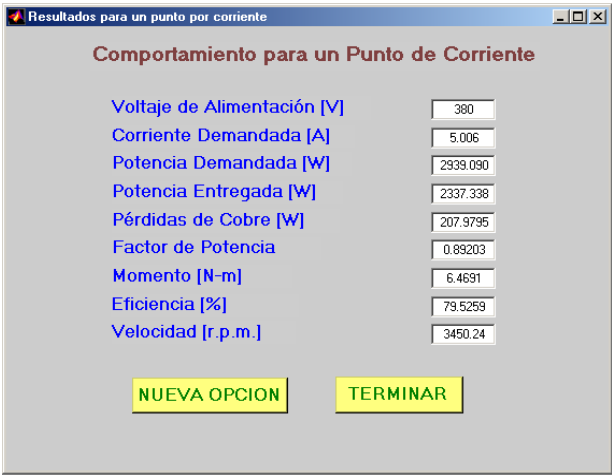 Resultados para un punto por corriente
Comportamiento para un Punto de Corriente
Voltaje de Alimentación [V] 380
Corriente Demandada [A] 5.006
Potencia Demandada [W] 2939.090
Potencia Entregada [W] 2337.338
Pérdidas de Cobre [W] 207.9795
Factor de Potencia 0.89203
Momento [N-m] 6.4691
Eficiencia [%] 79.5259
Velocidad [r.p.m.] 3450.24
NUEVA OPCION TERMINAR